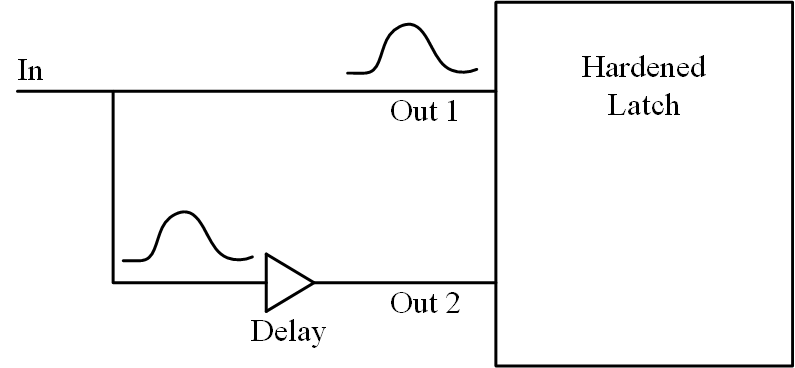 In
Out 1
Hardened
Latch
Out 2
Delay